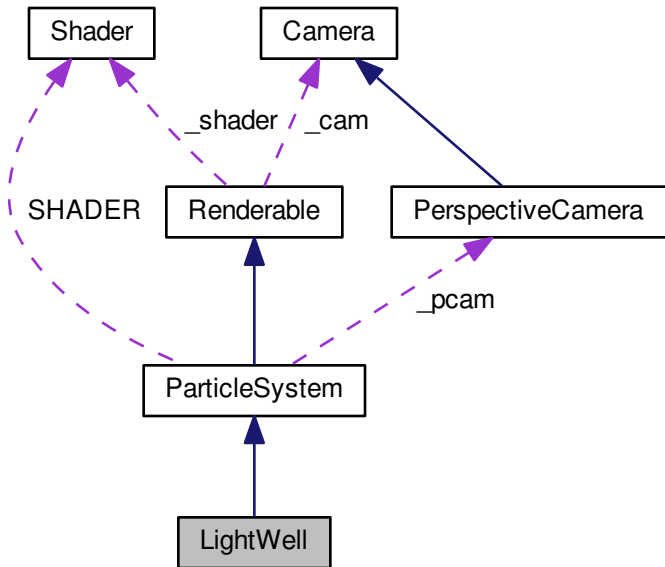 Shader
Camera
_shader
_cam
SHADER
Renderable
PerspectiveCamera
_pcam
ParticleSystem
LightWell